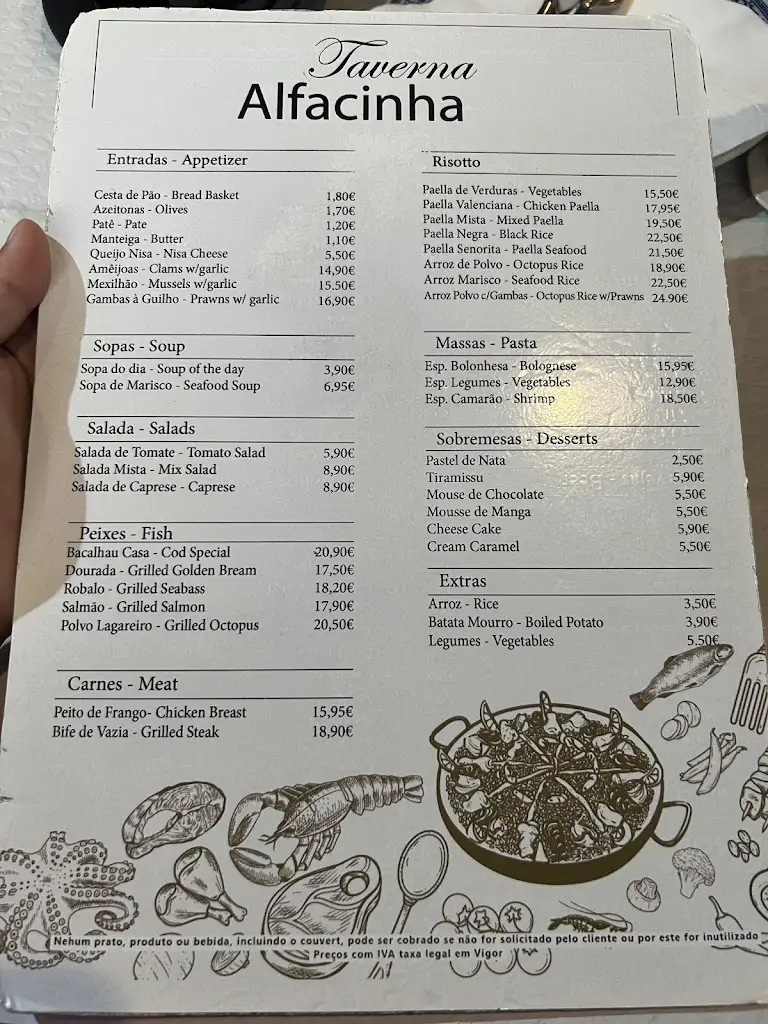 Taverna
Alfacinha
Entradas - Appetizer
Cesta de Pão - Bread Basket 1,80€
Azeitonas - Olives 1,70€
Patê - Pate 1,20€
Manteiga - Butter 1,10€
Queijo Nisa - Nisa Cheese 5,50€
Amêijoas - Clams w/garlic 14,90€
Mexilhão - Mussels w/garlic 15.50€
Gambas à Guilho - Prawns w/ garlic 16,90€
Sopas - Soup
Sopa do dia - Soup of the day 3,90€
Sopa de Marisco - Seafood Soup 6,95€
Salada - Salads
Salada de Tomate - Tomato Salad 5,90€
Salada Mista - Mix Salad 8,90€
Salada de Caprese - Caprese 8,90€
Peixes - Fish
Bacalhau Casa - Cod Special 20,90€
Dourada - Grilled Golden Bream 17,50€
Robalo - Grilled Seabass 18,20€
Salmão - Grilled Salmon 17,90€
Polvo Lagareiro - Grilled Octopus 20,50€
Carnes - Meat
Peito de Frango- Chicken Breast 15,95€
Bife de Vazia - Grilled Steak 18,90€
Risotto
Paella de Verduras - Vegetables 15,50€
Paella Valenciana - Chicken Paella 17,95€
Paella Mista - Mixed Paella 19,50€
Paella Negra - Black Rice 22,50€
Paella Senorita - Paella Seafood 21,50€
Arroz de Polvo - Octopus Rice 18,90€
Arroz Marisco - Seafood Rice 22,50€
Arroz Polvo c/Gambas - Octopus Rice w/Prawns 24.90€
Massas - Pasta
Esp. Bolonhesa - Bolognese 15,95€
Esp. Legumes - Vegetables 12,90€
Esp. Camarão - Shrimp 18,50€
Sobremesas - Desserts
Pastel de Nata 2,50€
Tiramissu 5,90€
Mouse de Chocolate 5,50€
Mousse de Manga 5,50€
Cheese Cake 5,90€
Cream Caramel 5,50€
Extras
Arroz - Rice 3,50€
Batata Mourro - Boiled Potato 3,90€
Legumes - Vegetables 5.50€
Nehum prato, produto ou bebida, incluindo o couvert, pode ser cobrado se não for solicitado pelo cliente ou por este for inutilizado
Preços com IVA taxa legal em Vigor